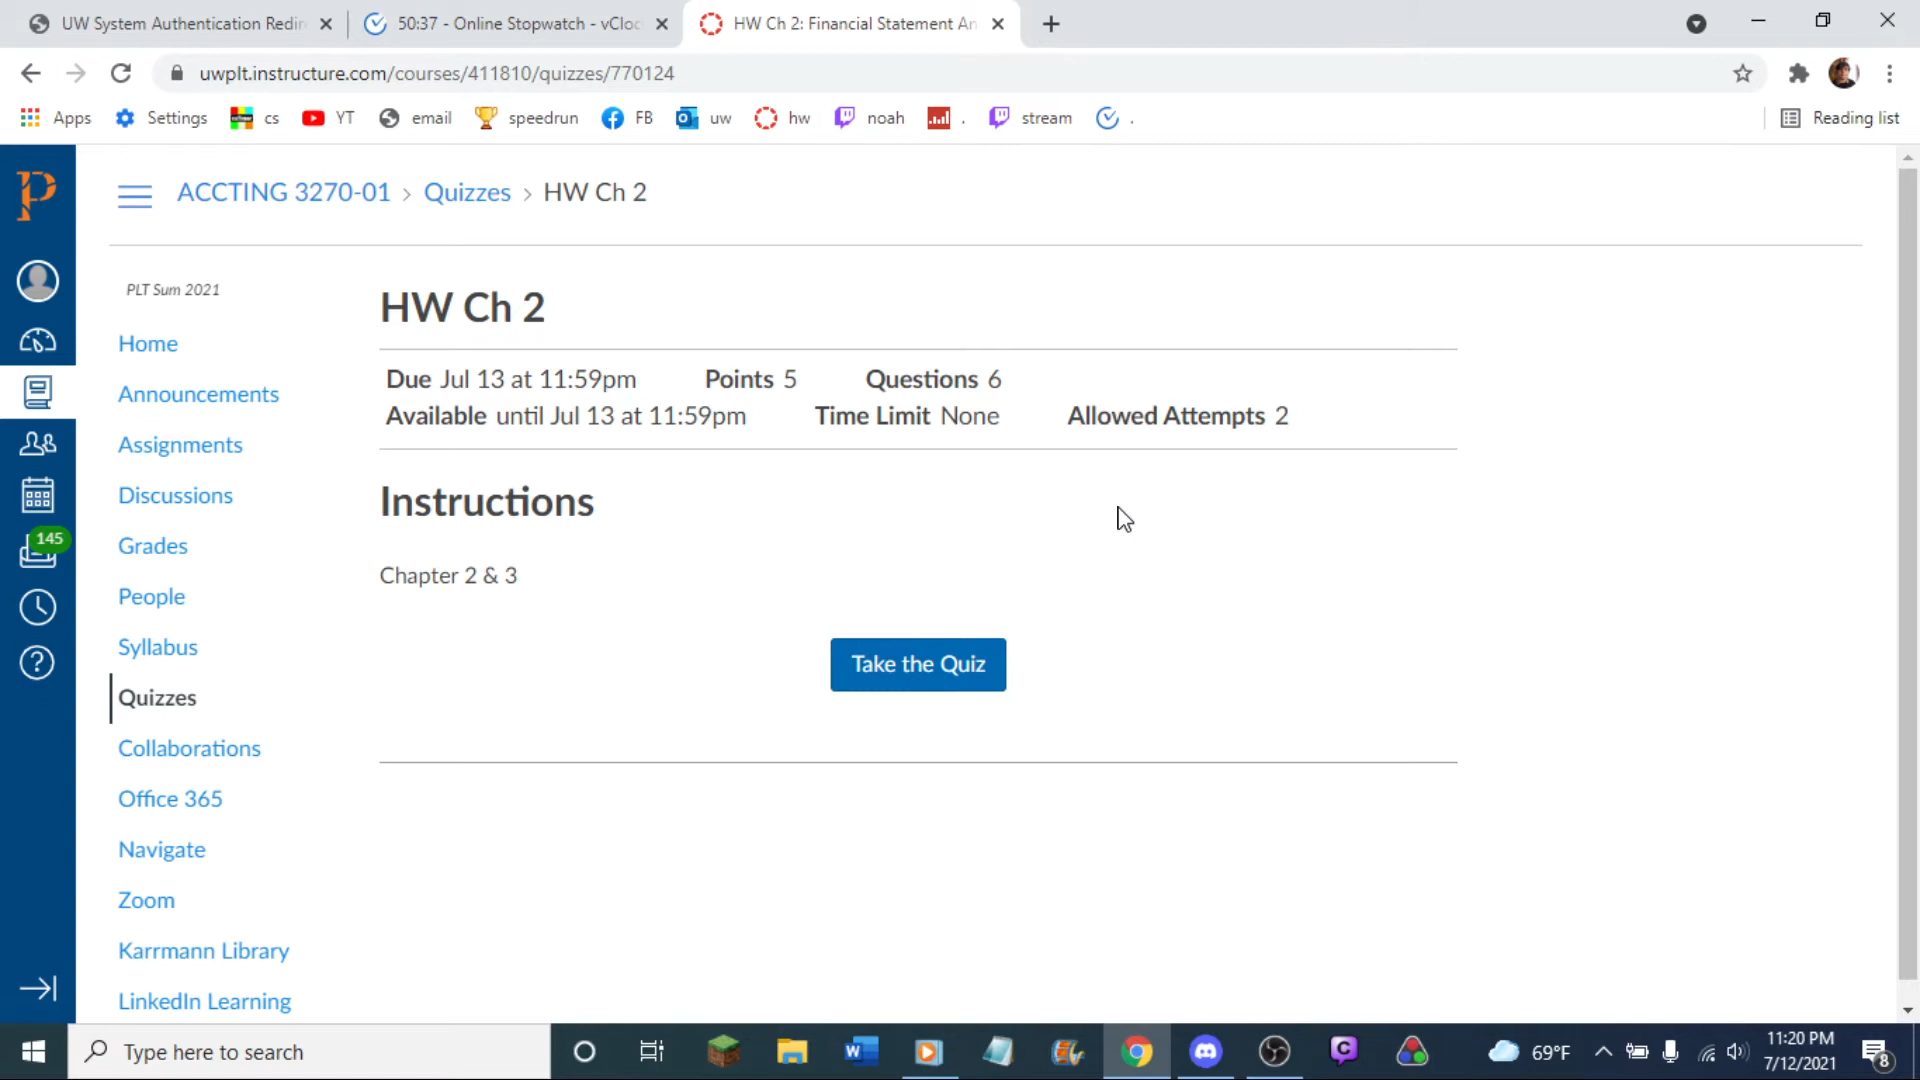 UW System Authentication Redir
50:37 - Online Stopwatch - vCloc
HW Ch 2: Financial Statement An
uwplt.instructure.com/courses/411810/quizzes/770124
Apps Settings cs YT email speedrun FB uw hw noah . stream . Reading list
P
ACCTING 3270-01 > Quizzes > HW Ch 2
PLT Sum 2021
Home
Announcements
Assignments
Discussions
Grades
People
Syllabus
Quizzes
Collaborations
Office 365
Navigate
Zoom
Karrmann Library
LinkedIn Learning
145
HW Ch 2
Due Jul 13 at 11:59pm Points 5 Questions 6
Available until Jul 13 at 11:59pm Time Limit None Allowed Attempts 2
Instructions
Chapter 2 & 3
Take the Quiz
Type here to search
69°F
11:20 PM
7/12/2021
8